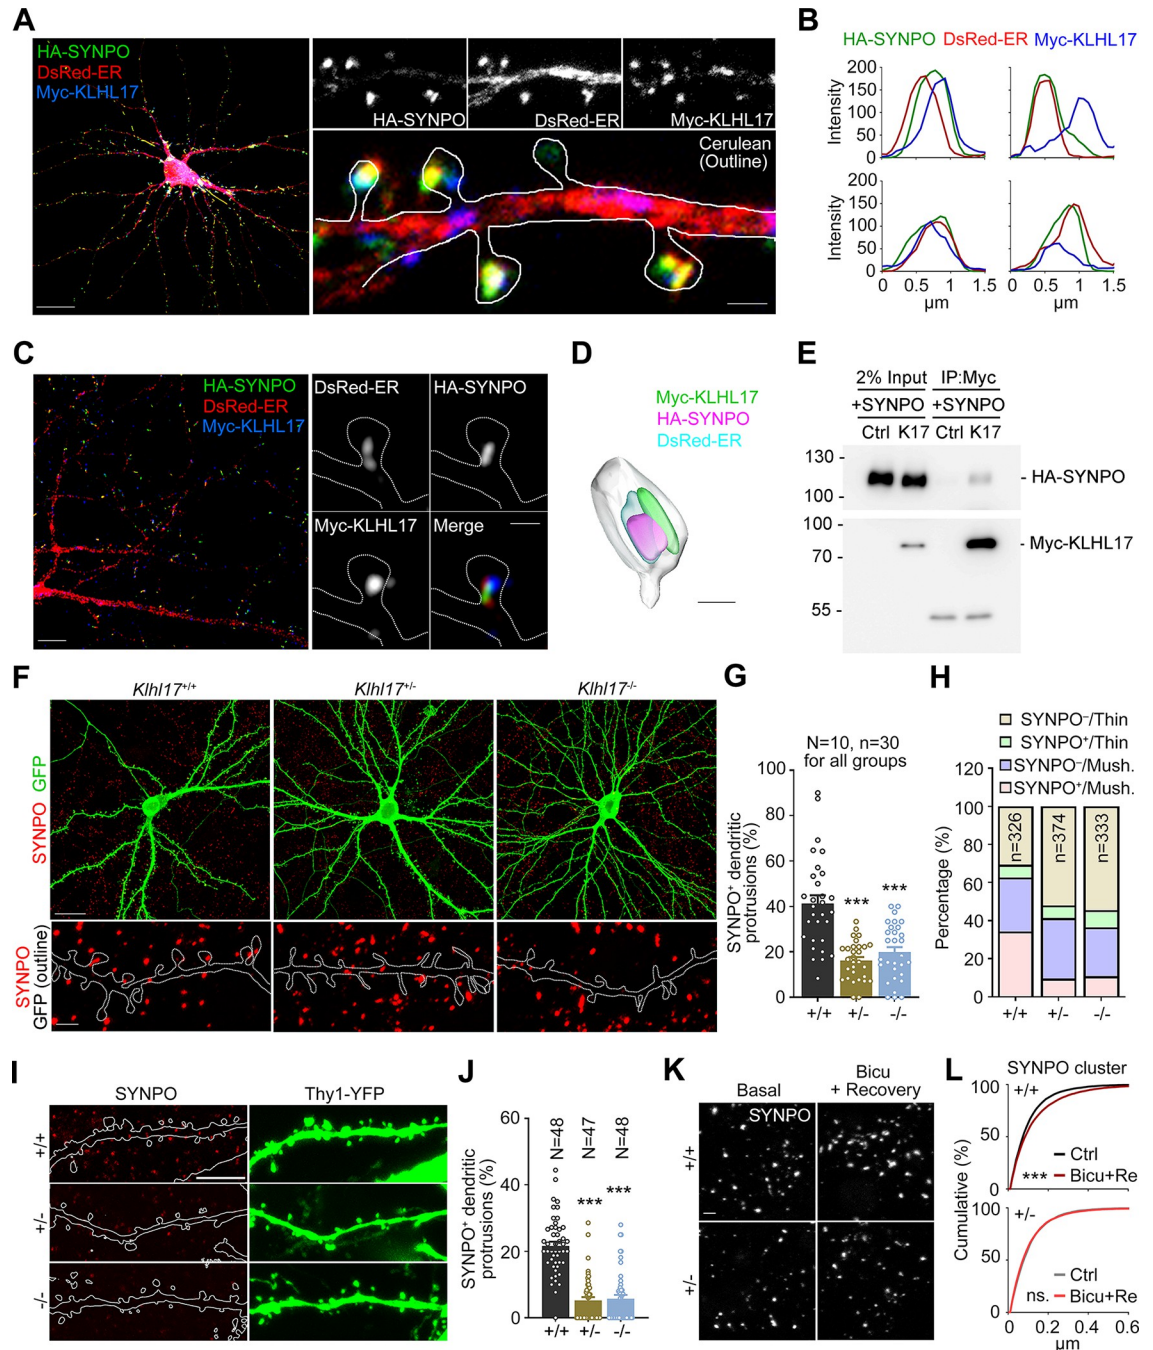 A
HA-SYNPO
DsRed-ER
Myc-KLHL17
HA-SYNPO
DsRed-ER
Myc-KLHL17
Cerulean
(Outline)
B
HA-SYNPO DsRed-ER Myc-KLHL17
Intensity
200
150
100
50
0
Intensity
200
150
100
50
0
0 0.5 1 1.5 0 0.5 1 1.5
µm µm
C
HA-SYNPO
DsRed-ER
Myc-KLHL17
DsRed-ER
HA-SYNPO
Myc-KLHL17
Merge
D
Myc-KLHL17
HA-SYNPO
DsRed-ER
E
2% Input IP:Myc
+SYNPO +SYNPO
Ctrl K17 Ctrl K17
130 -
100 -
- HA-SYNPO
100 -
70 -
55 -
- Myc-KLHL17
F
Klhl17+/+ Klhl17+/- Klhl17-/-
SYNPO GFP
SYNPO
GFP (outline)
G
N=10, n=30
for all groups
SYNPO+ dendritic
protrusions (%)
100
80
60
40
20
0
***
***
+/+ +/- -/-
H
SYNPO–/Thin
SYNPO+/Thin
SYNPO–/Mush.
SYNPO+/Mush.
Percentage (%)
120
100
80
60
40
20
0
n=326
n=374
n=333
+/+ +/- -/-
I
SYNPO Thy1-YFP
+/+
+/-
-/-
J
SYNPO+ dendritic
protrusions (%)
60
40
20
0
N=48
N=47
N=48
***
***
+/+ +/- -/-
K
Basal
Bicu
+ Recovery
SYNPO
+/+
+/-
L
SYNPO cluster
Cumulative (%)
100
50
0
+/+
Ctrl
Bicu+Re
***
100
50
0
+/-
Ctrl
Bicu+Re
ns.
0 0.2 0.6
µm